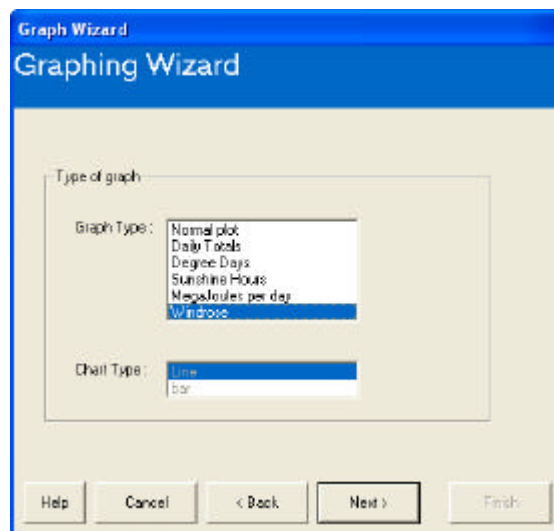 Graph Wizard
Graphing Wizard
Type of graph
Graph Type :
Normal plot
Daily Totals
Degree Days
Sunshine Hours
MegaJoules per day
Windrose
Chart Type :
Line
bar
Help Cancel < Back Next > Finish